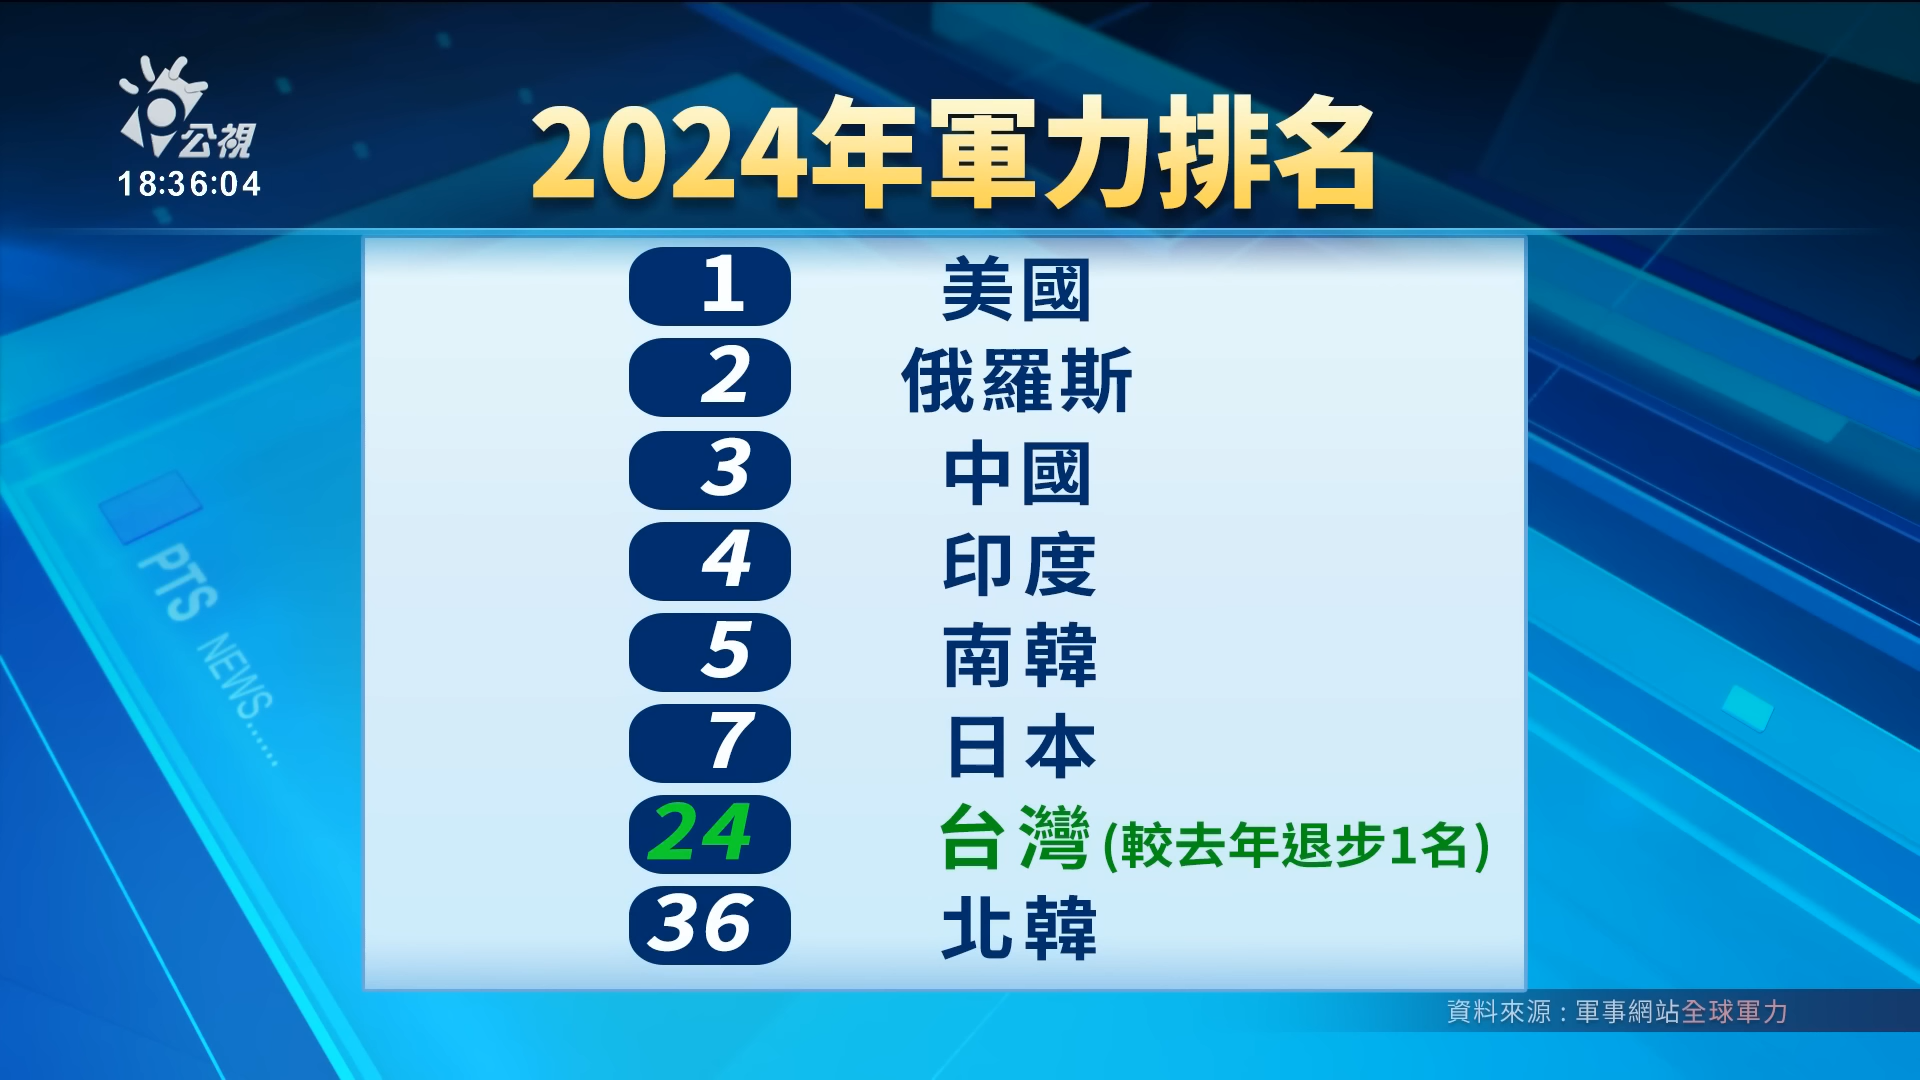 公視
18:36:04
2024年軍力排名
1 美國
2 俄羅斯
3 中國
4 印度
5 南韓
7 日本
24 台灣(較去年退步1名)
36 北韓
PTS NEWS......
資料來源：軍事網站全球軍力